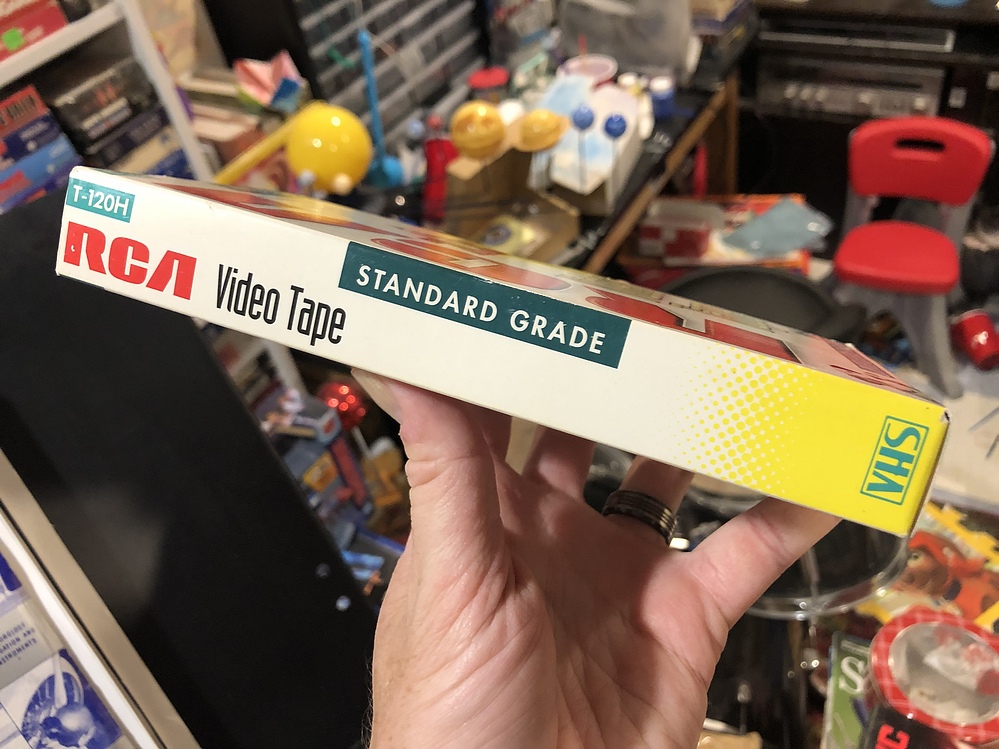 T-120H
RCA
Video Tape
STANDARD GRADE
VHS